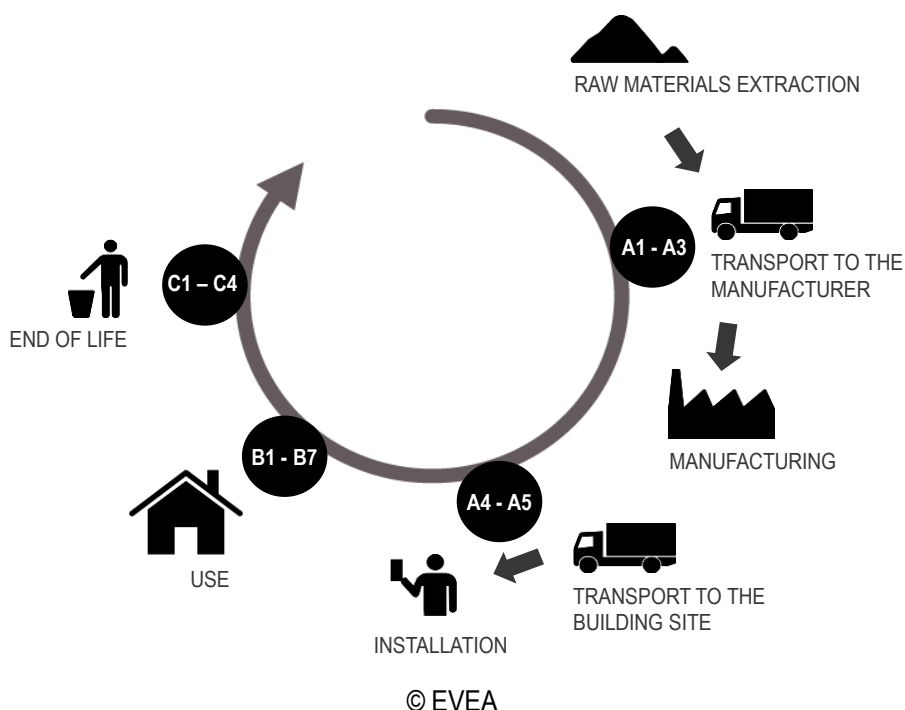 RAW MATERIALS EXTRACTION
A1 - A3
TRANSPORT TO THE
MANUFACTURER
C1 – C4
END OF LIFE
MANUFACTURING
B1 - B7
A4 - A5
USE
TRANSPORT TO THE
BUILDING SITE
INSTALLATION
© EVEA